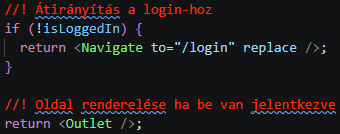 //! Átirányítás a login-hoz
if (!isLoggedIn) {
  return <Navigate to="/login" replace />;
}

//! Oldal renderelése ha be van jelentkezve
return <Outlet />;